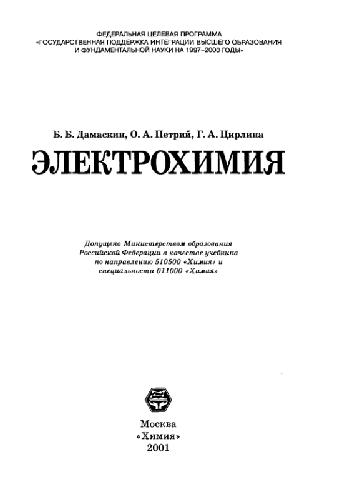 ФЕДЕРАЛЬНАЯ ЦЕЛЕВАЯ ПРОГРАММА
«ГОСУДАРСТВЕННАЯ ПОДДЕРЖКА ИНТЕГРАЦИИ ВЫСШЕГО ОБРАЗОВАНИЯ
И ФУНДАМЕНТАЛЬНОЙ НАУКИ НА 1997–2000 ГОДЫ»
Б. Б. Дамаскин, О. А. Петрий, Г. А. Цирлина
ЭЛЕКТРОХИМИЯ
Допущено Министерством образования
Российской Федерации в качестве учебника
по направлению 510500 «Химия» и
специальности 011000 «Химия»
Москва
«Химия»
2001